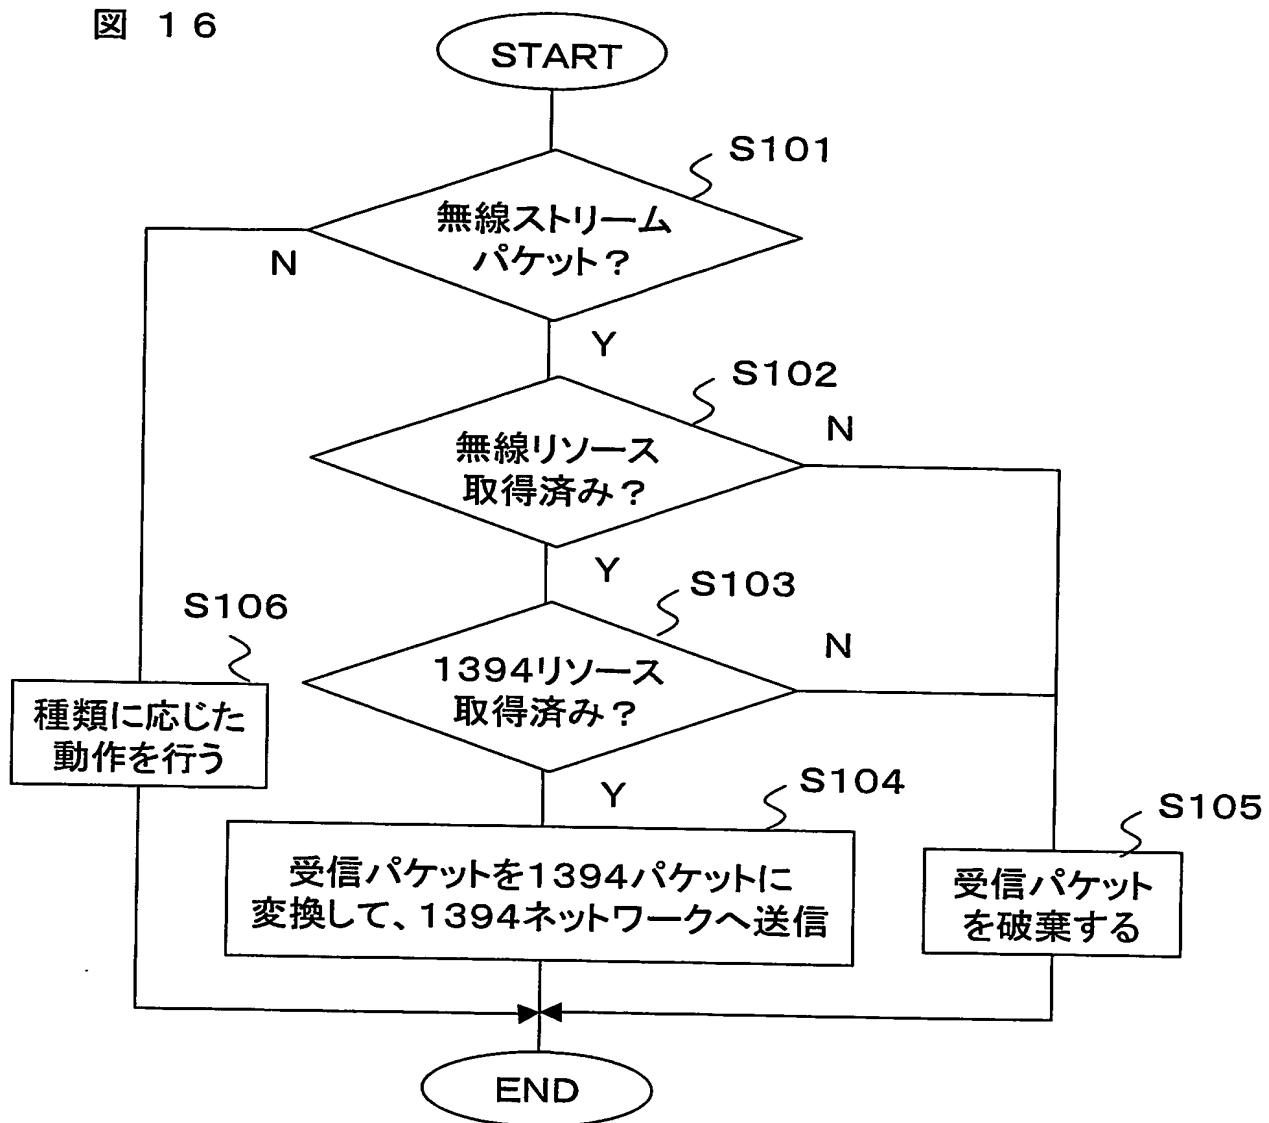 図 16
START
S101
無線ストリーム
パケット?
N
Y
S102
無線リソース
取得済み?
N
Y
S103
1394リソース
取得済み?
N
S106
種類に応じた
動作を行う
Y
S104
受信パケットを1394パケットに
変換して、1394ネットワークへ送信
S105
受信パケット
を破棄する
END